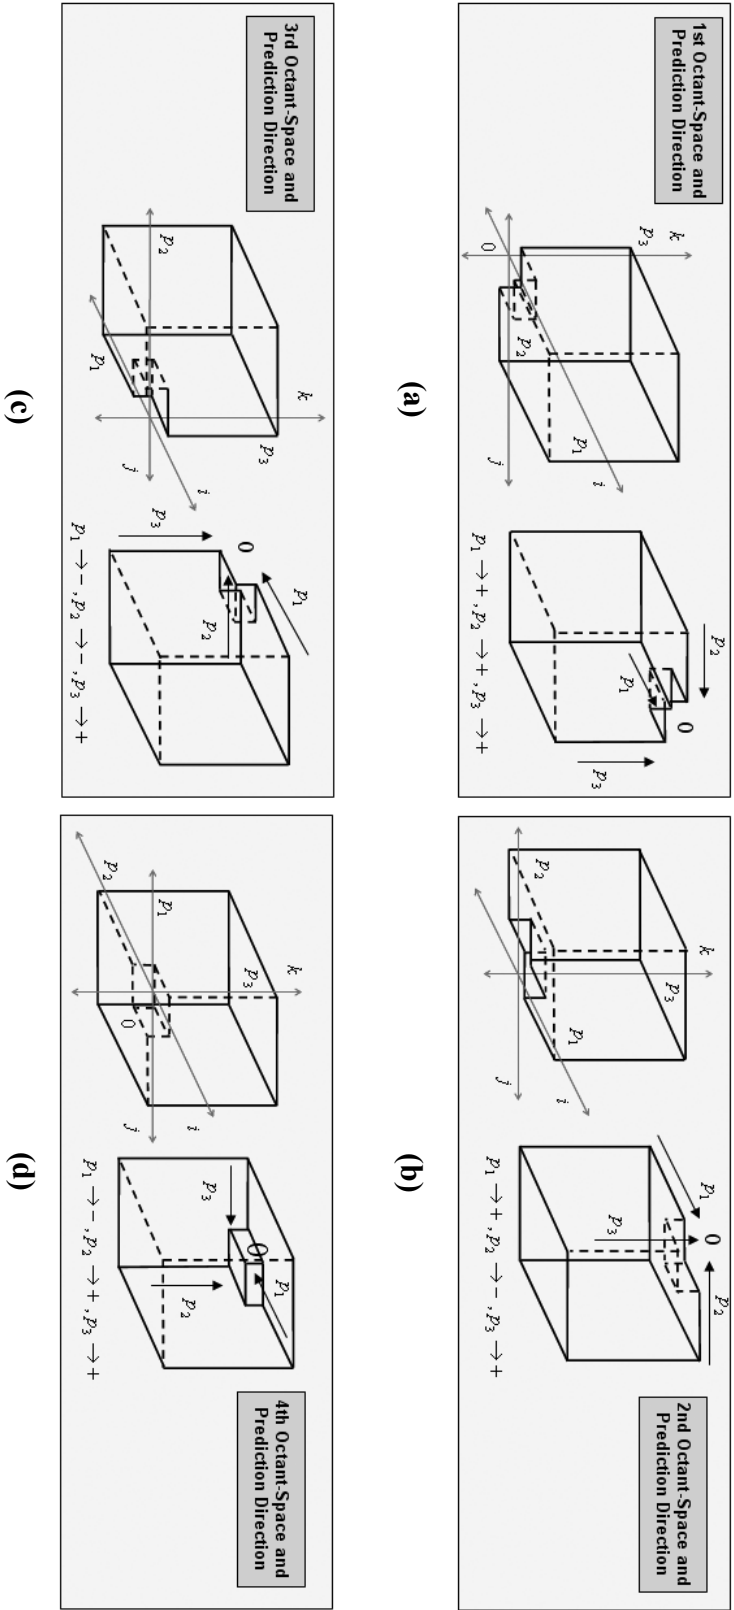 1st Octant-Space and
Prediction Direction
k
p₃
p₁
p₂
i
j
0
p₂
0
p₁
p₃
p₁ → + , p₂ → + , p₃ → +
(a)
2nd Octant-Space and
Prediction Direction
k
p₃
p₂
p₁
i
j
p₂
0
p₁
p₃
p₁ → + , p₂ → − , p₃ → +
(b)
3rd Octant-Space and
Prediction Direction
k
p₃
p₂
i
j
p₁
p₁
0
p₂
p₃
p₁ → − , p₂ → − , p₃ → +
(c)
4th Octant-Space and
Prediction Direction
k
p₃
i
p₁
j
0
p₂
p₁
0
p₃
p₂
p₁ → − , p₂ → + , p₃ → +
(d)